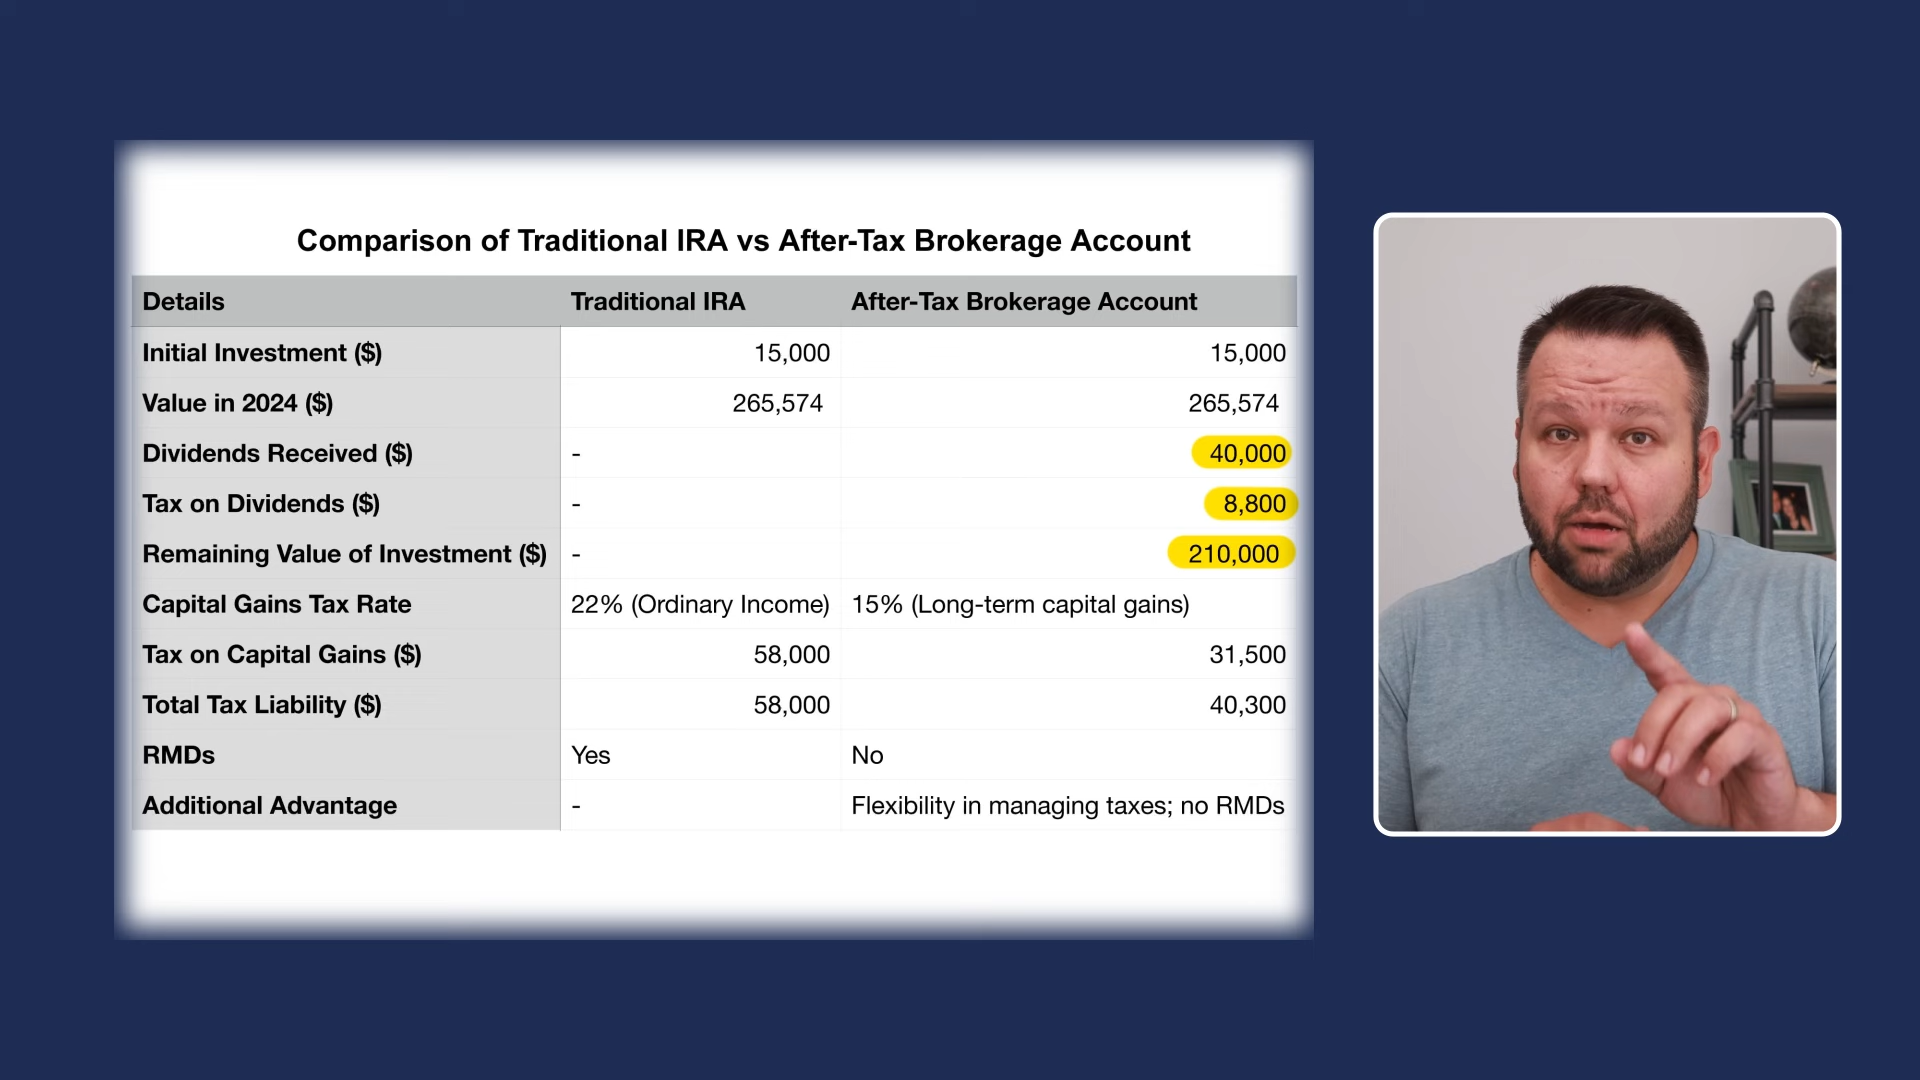 Comparison of Traditional IRA vs After-Tax Brokerage Account
Details Traditional IRA After-Tax Brokerage Account
Initial Investment ($) 15,000 15,000
Value in 2024 ($) 265,574 265,574
Dividends Received ($) - 40,000
Tax on Dividends ($) - 8,800
Remaining Value of Investment ($) - 210,000
Capital Gains Tax Rate 22% (Ordinary Income) 15% (Long-term capital gains)
Tax on Capital Gains ($) 58,000 31,500
Total Tax Liability ($) 58,000 40,300
RMDs Yes No
Additional Advantage - Flexibility in managing taxes; no RMDs